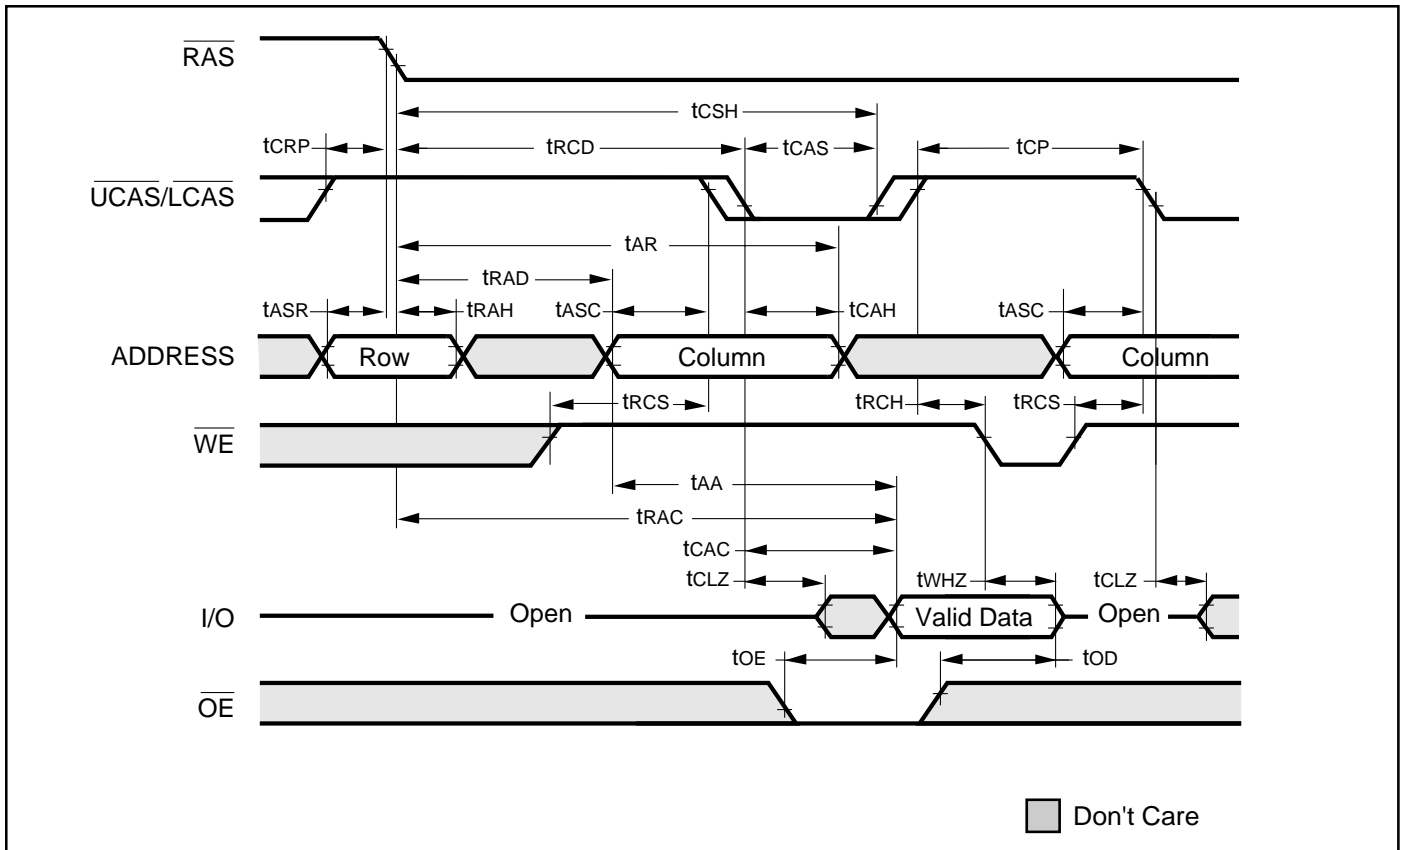 RAS
tCSH
tCRP
tRCD
tCAS
tCP
UCAS/LCAS
tAR
tRAD
tASR
tRAH
tASC
tCAH
tASC
ADDRESS
Row
Column
Column
tRCS
tRCH
tRCS
WE
tAA
tRAC
tCAC
tCLZ
tWHZ
tCLZ
I/O
Open
Valid Data
Open
tOE
tOD
OE
Don't Care